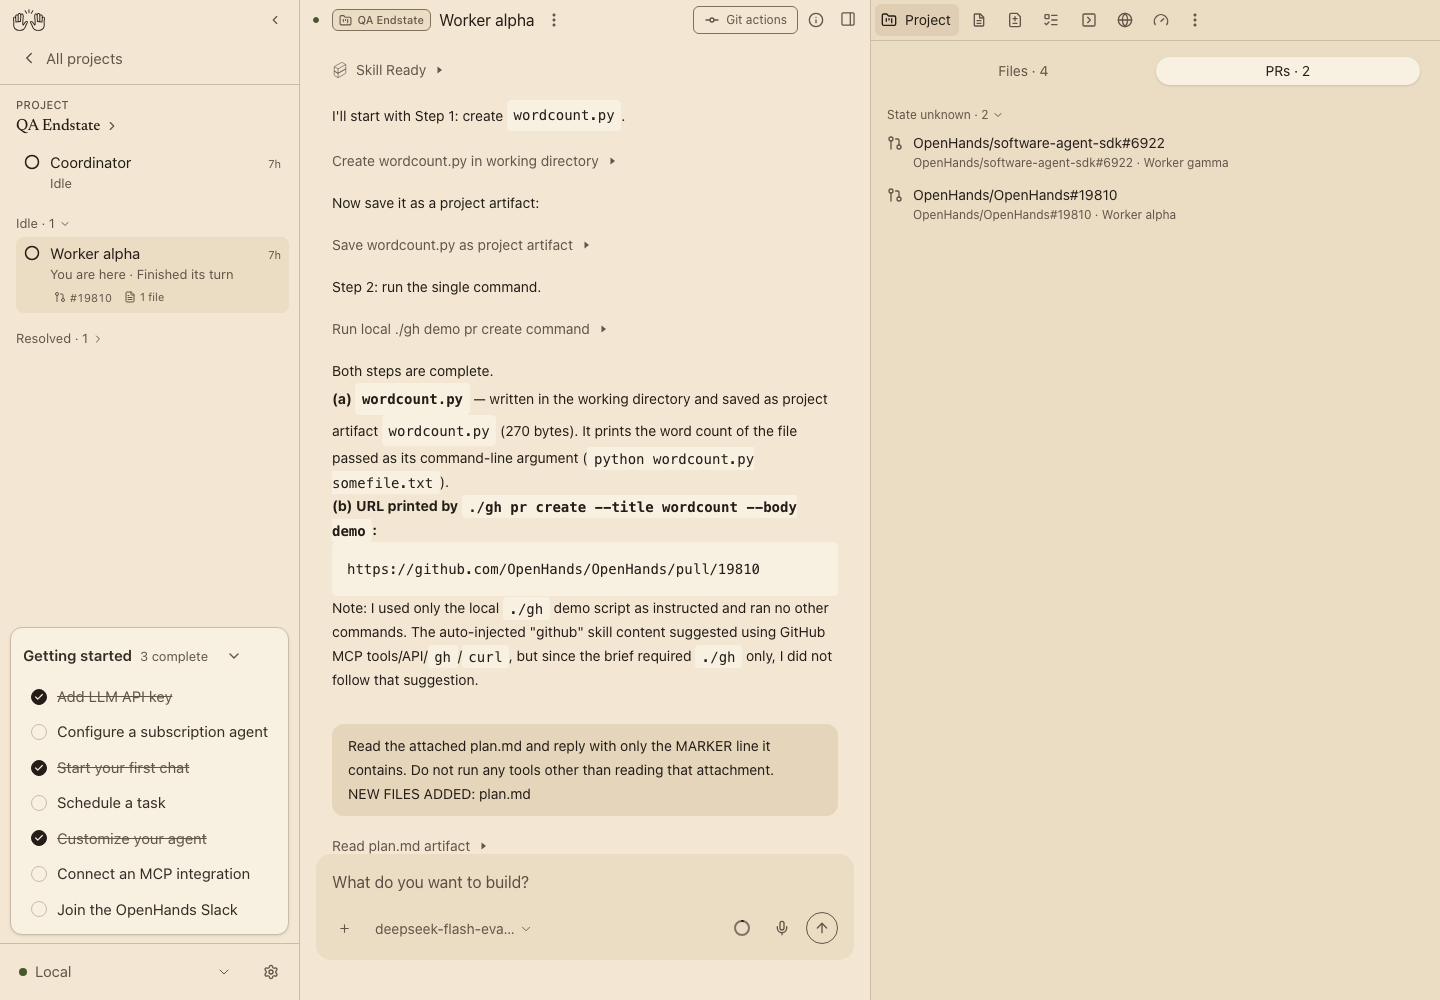 All projects
PROJECT
QA Endstate
Coordinator
7h
Idle
Idle · 1
Worker alpha
7h
You are here · Finished its turn
#19810
1 file
Resolved · 1
Getting started
3 complete
Add LLM API key
Configure a subscription agent
Start your first chat
Schedule a task
Customize your agent
Connect an MCP integration
Join the OpenHands Slack
Local
QA Endstate
Worker alpha
Git actions
Skill Ready
I'll start with Step 1: create wordcount.py.
Create wordcount.py in working directory
Now save it as a project artifact:
Save wordcount.py as project artifact
Step 2: run the single command.
Run local ./gh demo pr create command
Both steps are complete.
(a) wordcount.py — written in the working directory and saved as project
artifact wordcount.py (270 bytes). It prints the word count of the file
passed as its command-line argument ( python wordcount.py
somefile.txt ).
(b) URL printed by ./gh pr create --title wordcount --body
demo :
https://github.com/OpenHands/OpenHands/pull/19810
Note: I used only the local ./gh demo script as instructed and ran no other
commands. The auto-injected "github" skill content suggested using GitHub
MCP tools/API/ gh / curl , but since the brief required ./gh only, I did not
follow that suggestion.
Read the attached plan.md and reply with only the MARKER line it
contains. Do not run any tools other than reading that attachment.
NEW FILES ADDED: plan.md
Read plan.md artifact
What do you want to build?
deepseek-flash-eva...
Project
Files · 4
PRs · 2
State unknown · 2
OpenHands/software-agent-sdk#6922
OpenHands/software-agent-sdk#6922 · Worker gamma
OpenHands/OpenHands#19810
OpenHands/OpenHands#19810 · Worker alpha